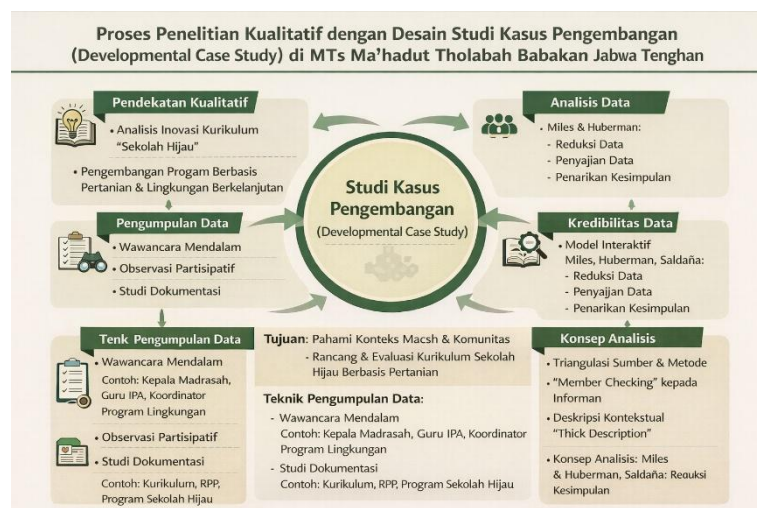 Proses Penelitian Kualitatif dengan Desain Studi Kasus Pengembangan
(Developmental Case Study) di MTs Ma’hadut Tholabah Babakan Jabwa Tenghan
Pendekatan Kualitatif
• Analisis Inovasi Kurikulum
“Sekolah Hijau”
• Pengembangan Progam Berbasis
Pertanian & Lingkungan Berkelanjutan
Pengumpulan Data
• Wawancara Mendalam
• Observasi Partisipatif
• Studi Dokumentasi
Tenk Pengumpulan Data
• Wawancara Mendalam
Contoh: Kepala Madrasah,
Guru IPA, Koordinator
Program Lingkungan
• Observasi Partisipatif
• Studi Dokumentasi
Contoh: Kurikulum, RPP,
Program Sekolah Hijau
Studi Kasus
Pengembangan
(Developmental Case Study)
Tujuan: Pahami Konteks Macsh & Komunitas
- Rancang & Evaluasi Kurikulum Sekolah
Hijau Berbasis Pertanian
Teknik Pengumpulan Data:
- Wawancara Mendalam
Contoh: Kepala Madrasah, Guru IPA, Koordinator
Program Lingkungan
- Studi Dokumentasi
Contoh: Kurikulum, RPP, Program Sekolah Hijau
Analisis Data
• Miles & Huberman:
- Reduksi Data
- Penyajian Data
- Penarikan Kesimpulan
Kredibilitas Data
• Model Interaktif
Miles, Huberman, Saldaña:
- Reduksi Data
- Penyajjan Data
- Penarikan Kesimpulan
Konsep Analisis
• Triangulasi Sumber & Metode
• “Member Checking” kepada
Informan
• Deskripsi Kontekstual
“Thick Description”
• Konsep Analisis: Miles
& Huberman, Saldaña: Reduksi
Kesimpulan